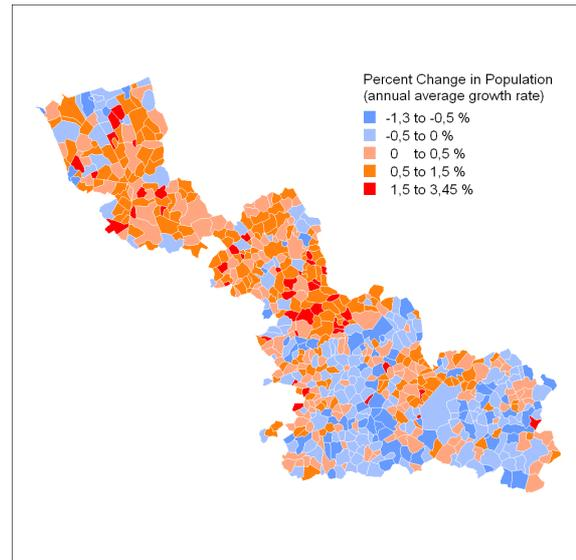 Percent Change in Population
(annual average growth rate)
-1,3 to -0,5 %
-0,5 to 0 %
0 to 0,5 %
0,5 to 1,5 %
1,5 to 3,45 %